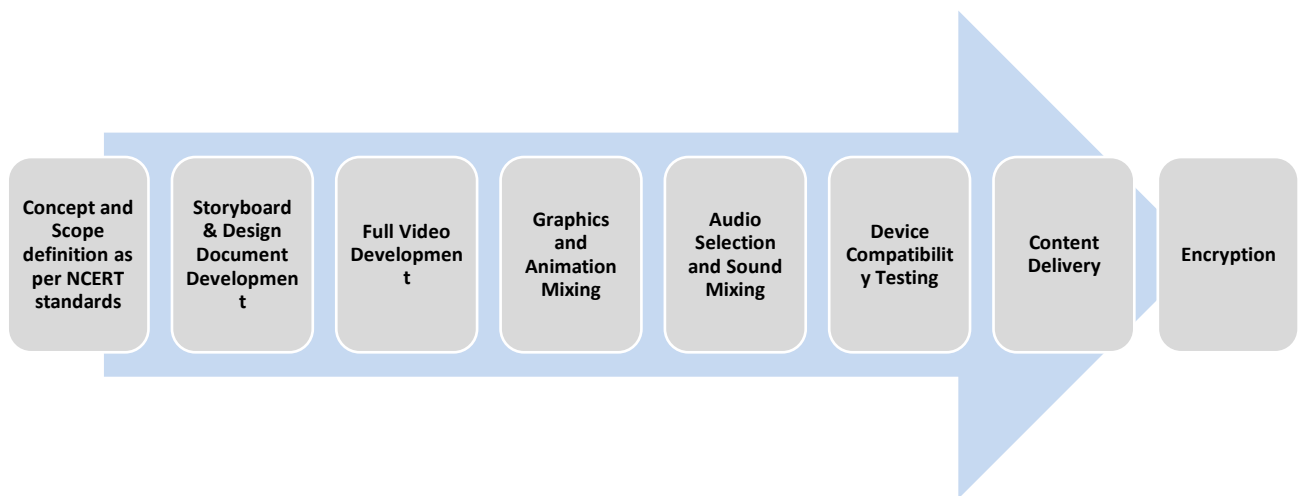 Concept and
Scope
definition as
per NCERT
standards
Storyboard
& Design
Document
Developmen
t
Full Video
Developmen
t
Graphics
and
Animation
Mixing
Audio
Selection
and Sound
Mixing
Device
Compatibilit
y Testing
Content
Delivery
Encryption